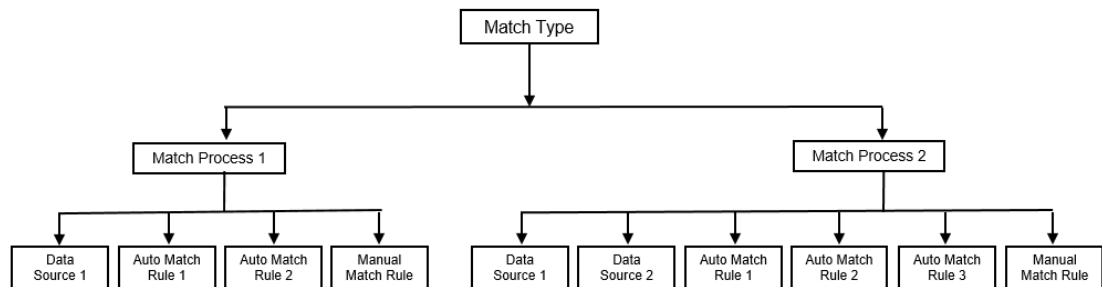 Match Type
Match Process 1
Match Process 2
Data
Source 1
Auto Match
Rule 1
Auto Match
Rule 2
Manual
Match Rule
Data
Source 1
Data
Source 2
Auto Match
Rule 1
Auto Match
Rule 2
Auto Match
Rule 3
Manual
Match Rule